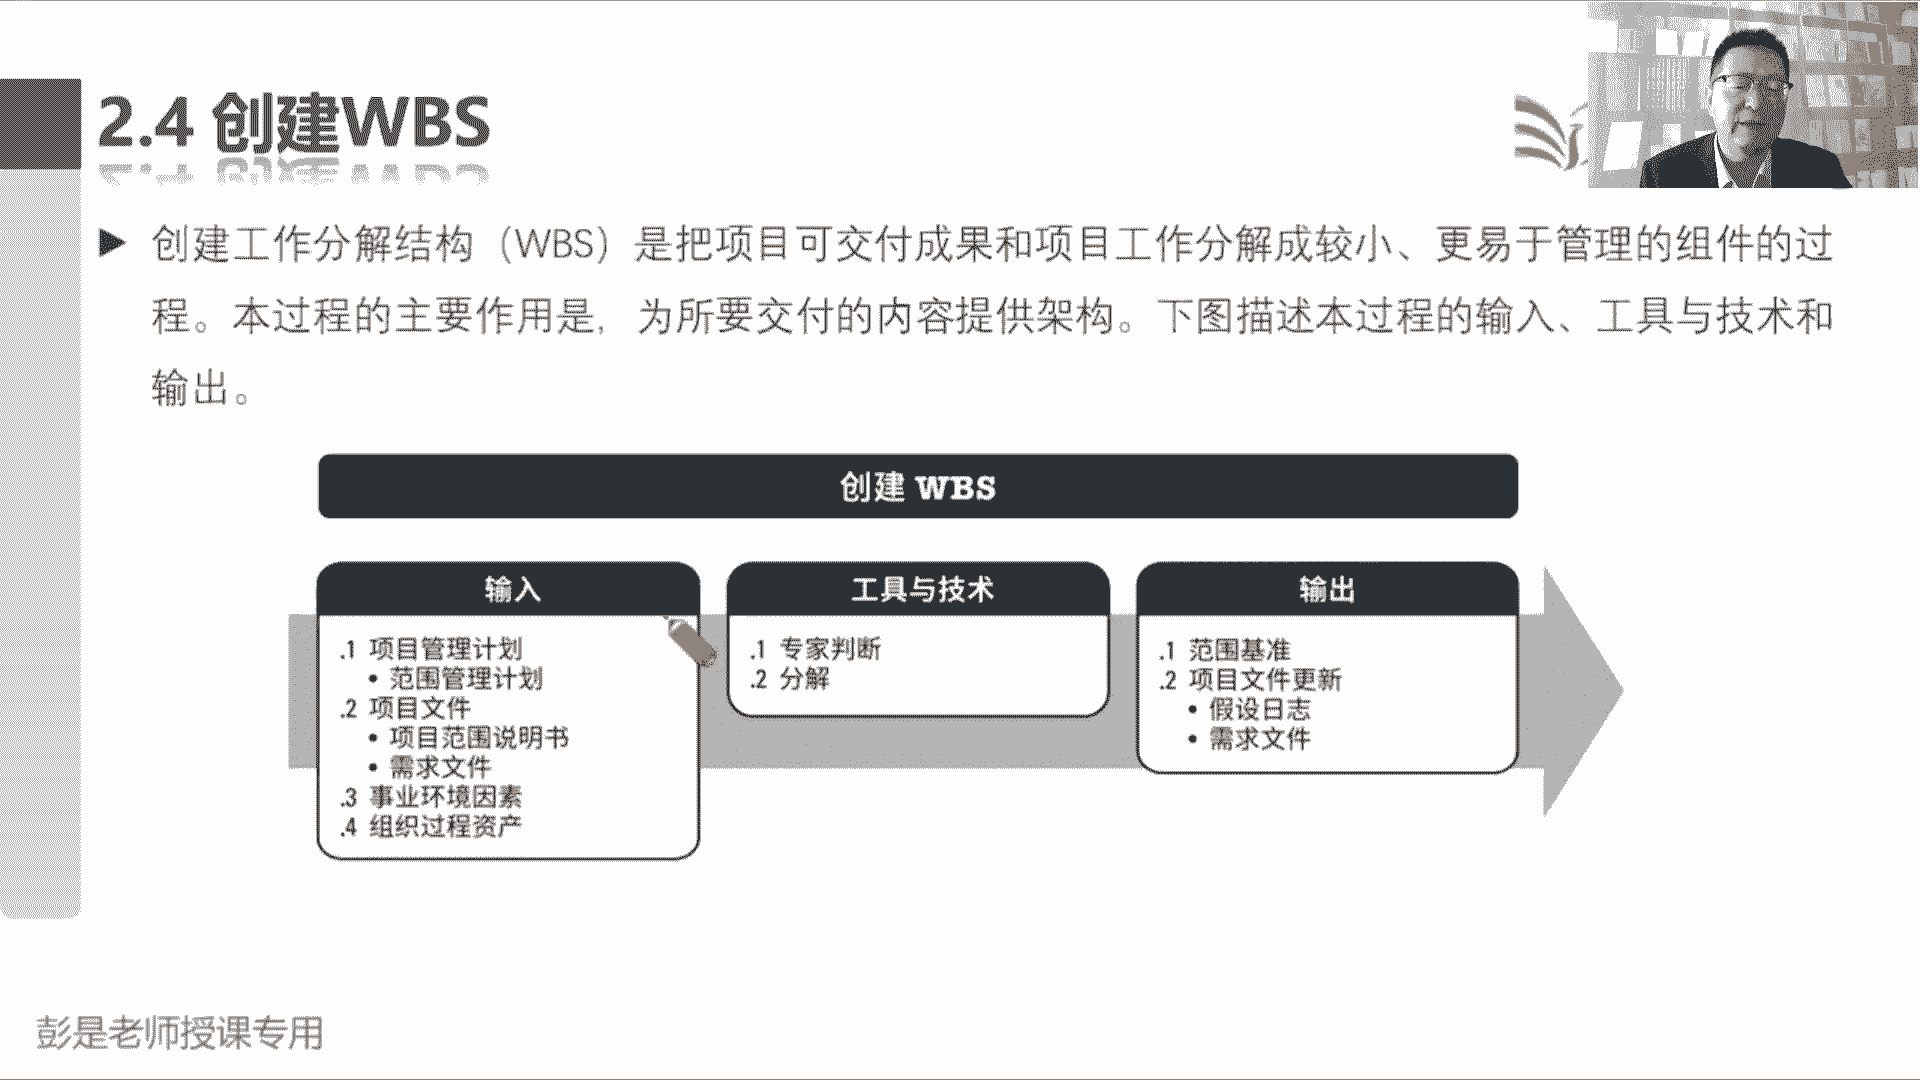 2.4 创建WBS
创建工作分解结构（WBS）是把项目可交付成果和项目工作分解成较小、更易于管理的组件的过
程。本过程的主要作用是，为所要交付的内容提供架构。下图描述本过程的输入、工具与技术和
输出。
创建 WBS
输入
.1 项目管理计划
• 范围管理计划
.2 项目文件
• 项目范围说明书
• 需求文件
.3 事业环境因素
.4 组织过程资产
工具与技术
.1 专家判断
.2 分解
输出
.1 范围基准
.2 项目文件更新
• 假设日志
• 需求文件
彭是老师授课专用